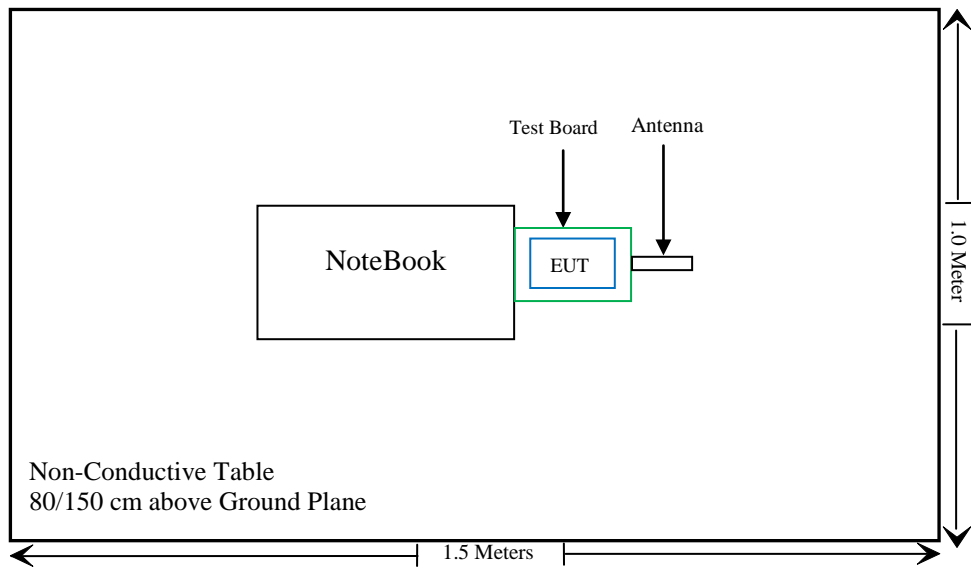 Test Board
Antenna
NoteBook
EUT
1.0 Meter
Non-Conductive Table
80/150 cm above Ground Plane
1.5 Meters